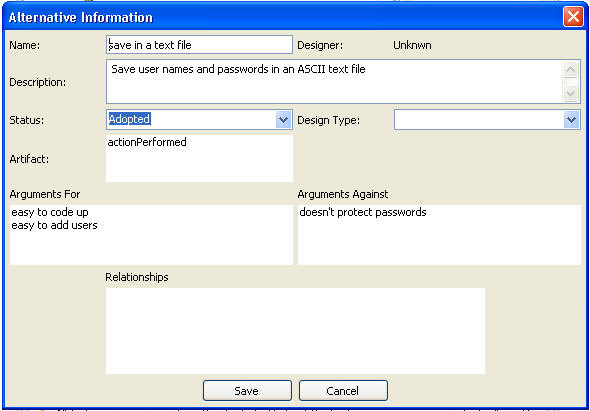 Alternative Information
Name: save in a text file Designer: Unknwn
Description: Save user names and passwords in an ASCII text file
Status: Adopted Design Type:
Artifact: actionPerformed
Arguments For
easy to code up
easy to add users
Arguments Against
doesn't protect passwords
Relationships
Save Cancel